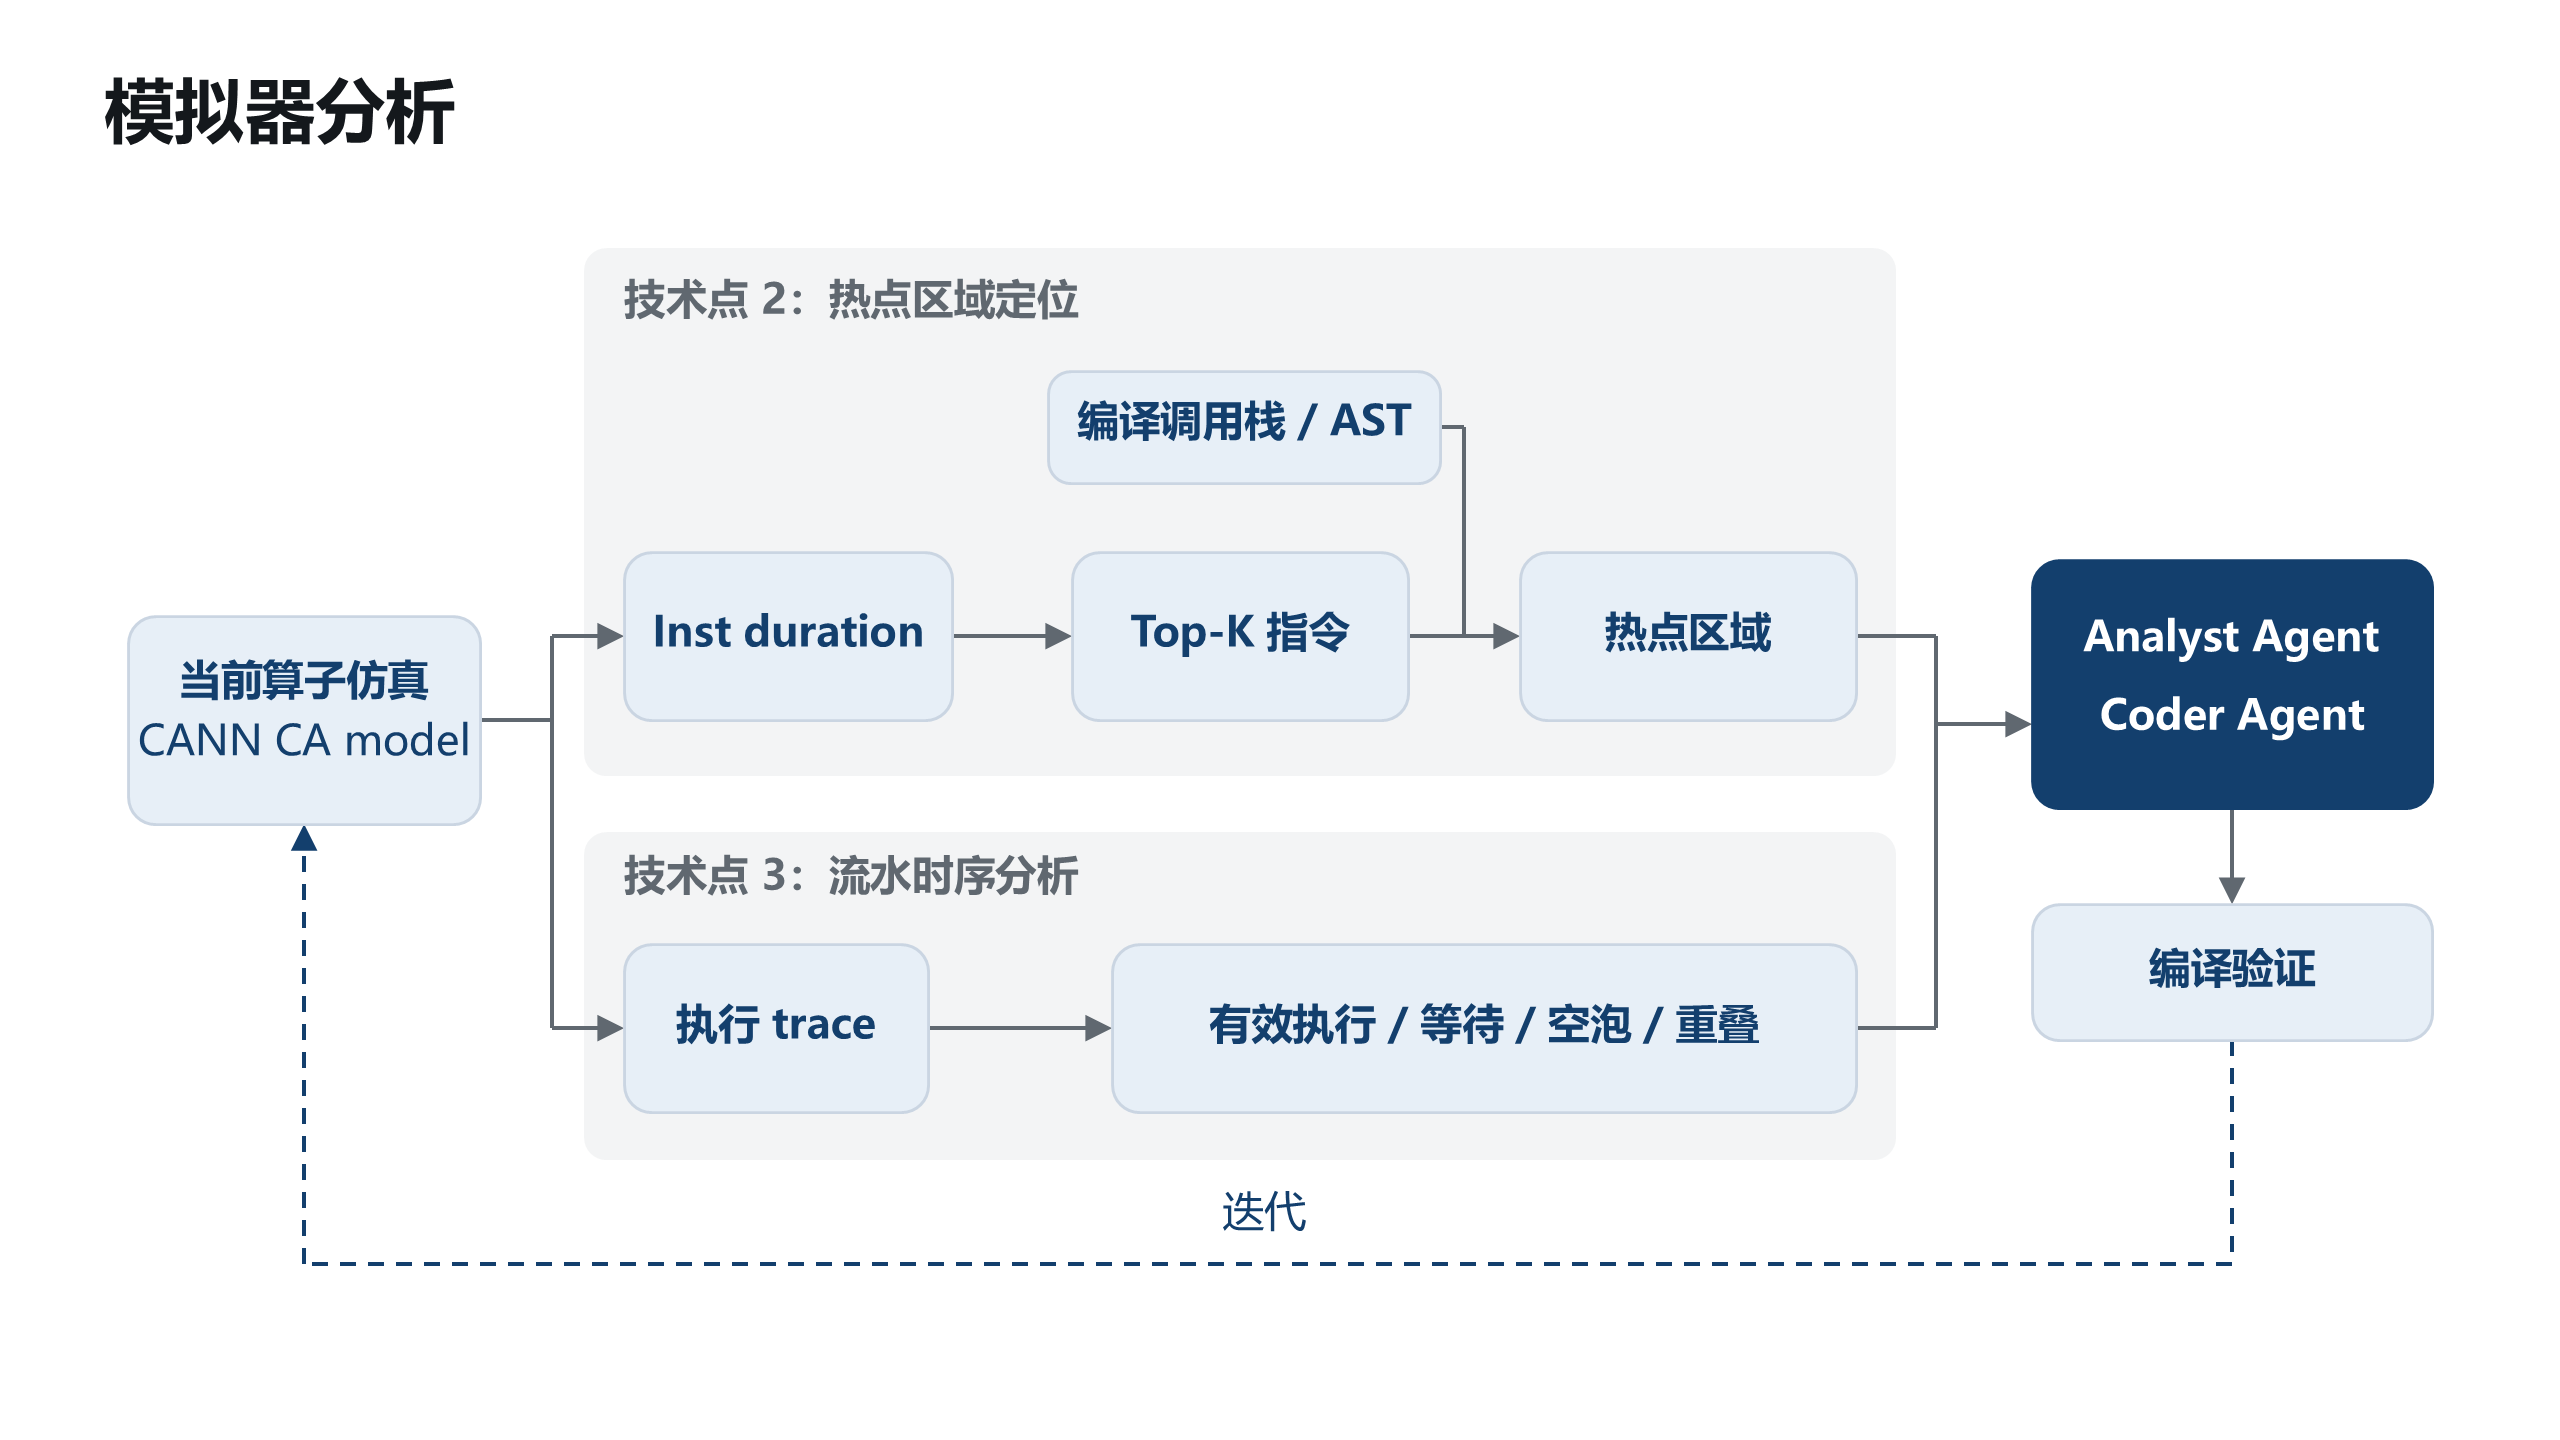 模拟器分析
技术点 2：热点区域定位
编译调用栈 / AST
Inst duration
Top-K 指令
热点区域
当前算子仿真
CANN CA model
Analyst Agent
Coder Agent
技术点 3：流水时序分析
执行 trace
有效执行 / 等待 / 空泡 / 重叠
编译验证
迭代